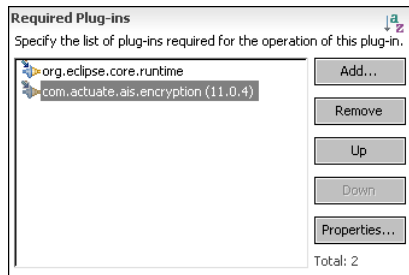 Required Plug-ins
a z
Specify the list of plug-ins required for the operation of this plug-in.
org.eclipse.core.runtime
com.actuate.ais.encryption (11.0.4)
Add...
Remove
Up
Down
Properties...
Total: 2